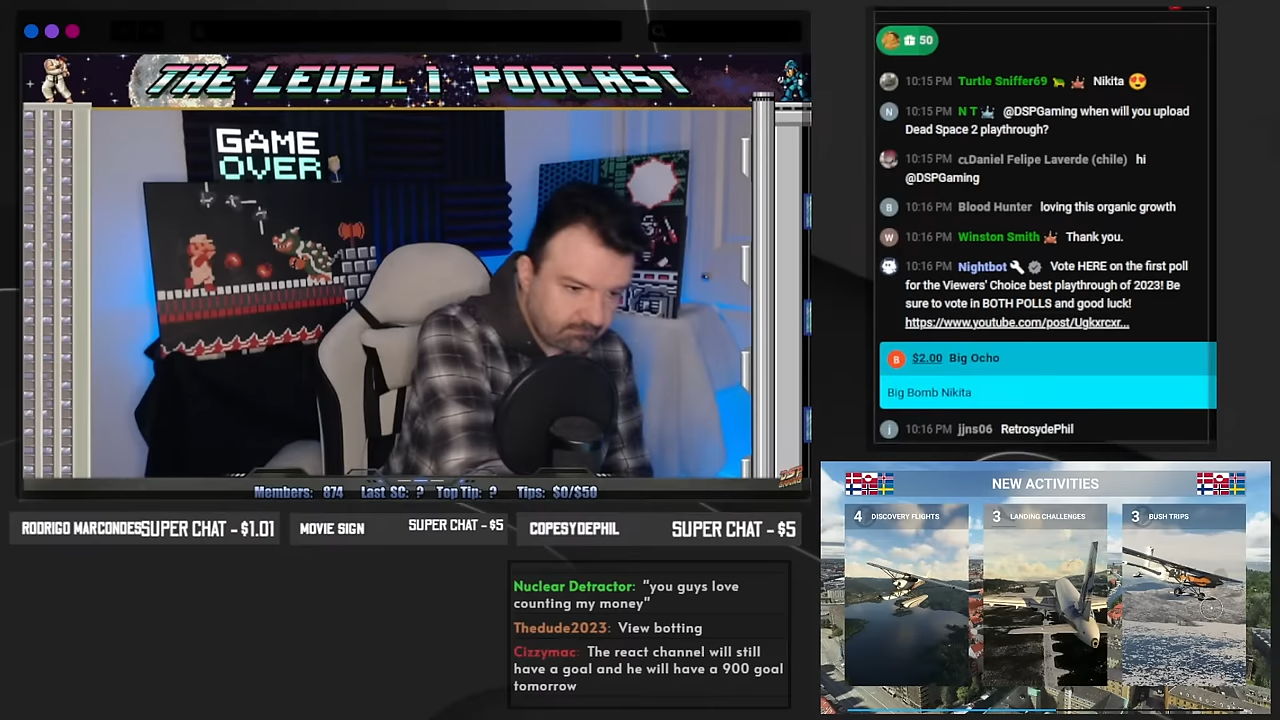 THE LEVEL 1 PODCAST
GAME
OVER
Members: 874 Last SC: ? Top Tip: ? Tips: $0/$50
RODRIGO MARCONDES SUPER CHAT - $1.01
MOVIE SIGN SUPER CHAT - $5
COPESYDEPHIL SUPER CHAT - $5
Nuclear Detractor: "you guys love
counting my money"
Thedude2023: View botting
Cizzymac: The react channel will still
have a goal and he will have a 900 goal
tomorrow
50
10:15 PM Turtle Sniffer69 Nikita 😍
N 10:15 PM N T @DSPGaming when will you upload
Dead Space 2 playthrough?
10:15 PM CLDaniel Felipe Laverde (chile) hi
@DSPGaming
B 10:16 PM Blood Hunter loving this organic growth
W 10:16 PM Winston Smith Thank you.
10:16 PM Nightbot Vote HERE on the first poll
for the Viewers' Choice best playthrough of 2023! Be
sure to vote in BOTH POLLS and good luck!
https://www.youtube.com/post/Ugkxrcxr...
B $2.00 Big Ocho
Big Bomb Nikita
j 10:16 PM jjns06 RetrosydePhil
NEW ACTIVITIES
4 DISCOVERY FLIGHTS
3 LANDING CHALLENGES
3 BUSH TRIPS